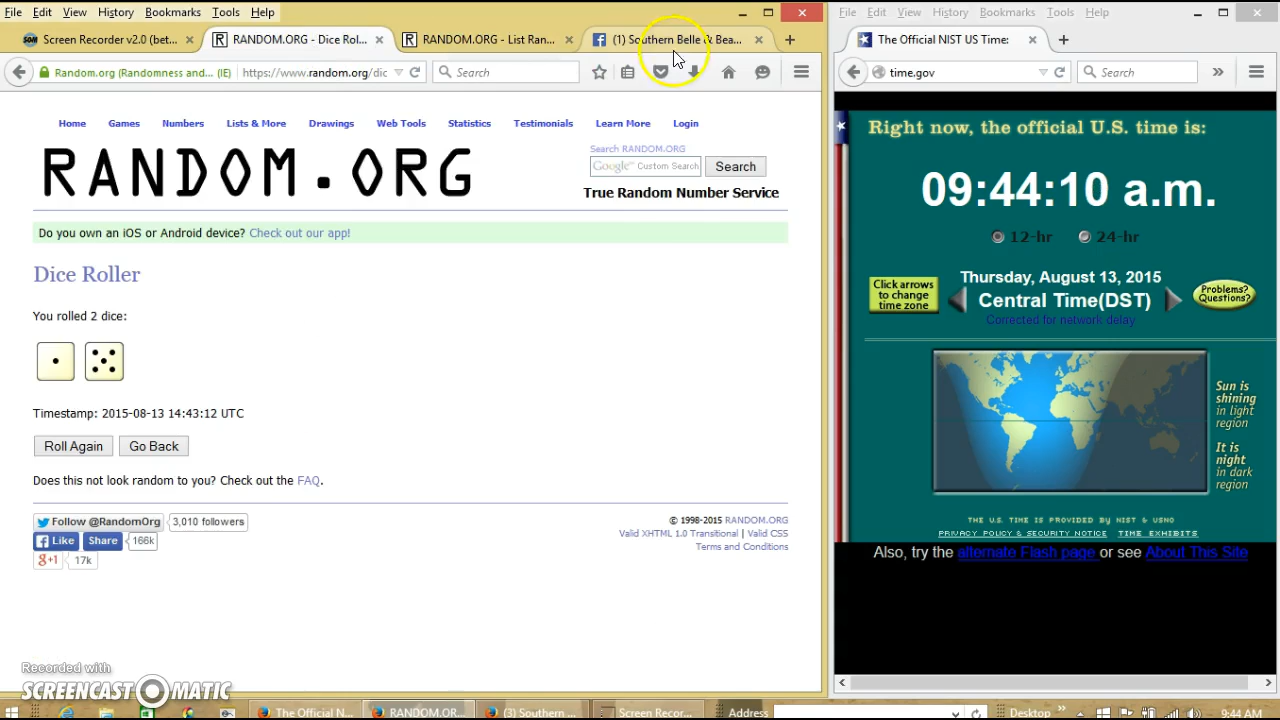 File Edit View History Bookmarks Tools Help
Screen Recorder v2.0 (bet...
RANDOM.ORG - Dice Rol...
RANDOM.ORG - List Ran...
(1) Southern Belle & Bea...
Random.org (Randomness and... (IE) https://www.random.org/dic Search
Home Games Numbers Lists & More Drawings Web Tools Statistics Testimonials Learn More Login
RANDOM.ORG
Search RANDOM.ORG
Google™ Custom Search Search
True Random Number Service
Do you own an iOS or Android device? Check out our app!
Dice Roller
You rolled 2 dice:
Timestamp: 2015-08-13 14:43:12 UTC
Roll Again Go Back
Does this not look random to you? Check out the FAQ.
Follow @RandomOrg 3,010 followers
Like Share 166k
g+1 17k
© 1998-2015 RANDOM.ORG
Valid XHTML 1.0 Transitional | Valid CSS
Terms and Conditions
Recorded with
SCREENCAST-O-MATIC
File Edit View History Bookmarks Tools Help
The Official NIST US Time:
time.gov Search
Right now, the official U.S. time is:
09:44:10 a.m.
12-hr 24-hr
Click arrows
to change
time zone
Thursday, August 13, 2015
Central Time(DST)
Corrected for network delay
Problems?
Questions?
Sun is
shining
in light
region
It is
night
in dark
region
THE U.S. TIME IS PROVIDED BY NIST & USNO
PRIVACY POLICY & SECURITY NOTICE TIME EXHIBITS
Also, try the alternate Flash page or see About This Site
The Official N... RANDOM.OR... (3) Southern ... Screen Recor... Address Desktop 9:44 AM